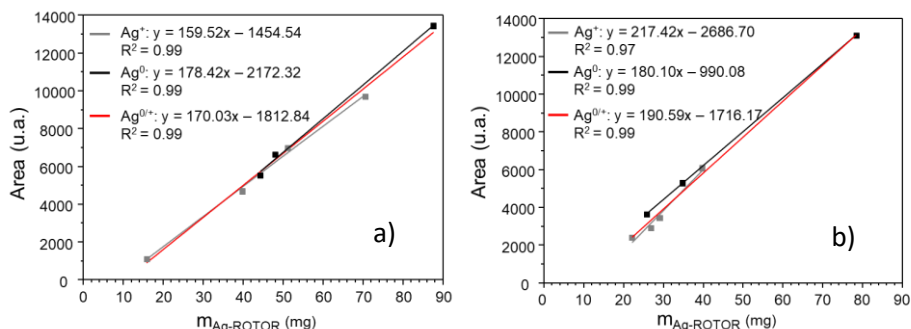 14000
12000
10000
8000
6000
4000
2000
0
Area (u.a.)
Ag⁺: y = 159.52x – 1454.54
R² = 0.99
Ag⁰: y = 178.42x – 2172.32
R² = 0.99
Ag⁰/⁺: y = 170.03x – 1812.84
R² = 0.99
a)
0 10 20 30 40 50 60 70 80 90
m_Ag-ROTOR (mg)
14000
12000
10000
8000
6000
4000
2000
0
Area (u.a.)
Ag⁺: y = 217.42x – 2686.70
R² = 0.97
Ag⁰: y = 180.10x – 990.08
R² = 0.99
Ag⁰/⁺: y = 190.59x – 1716.17
R² = 0.99
b)
0 10 20 30 40 50 60 70 80 90
m_Ag-ROTOR (mg)